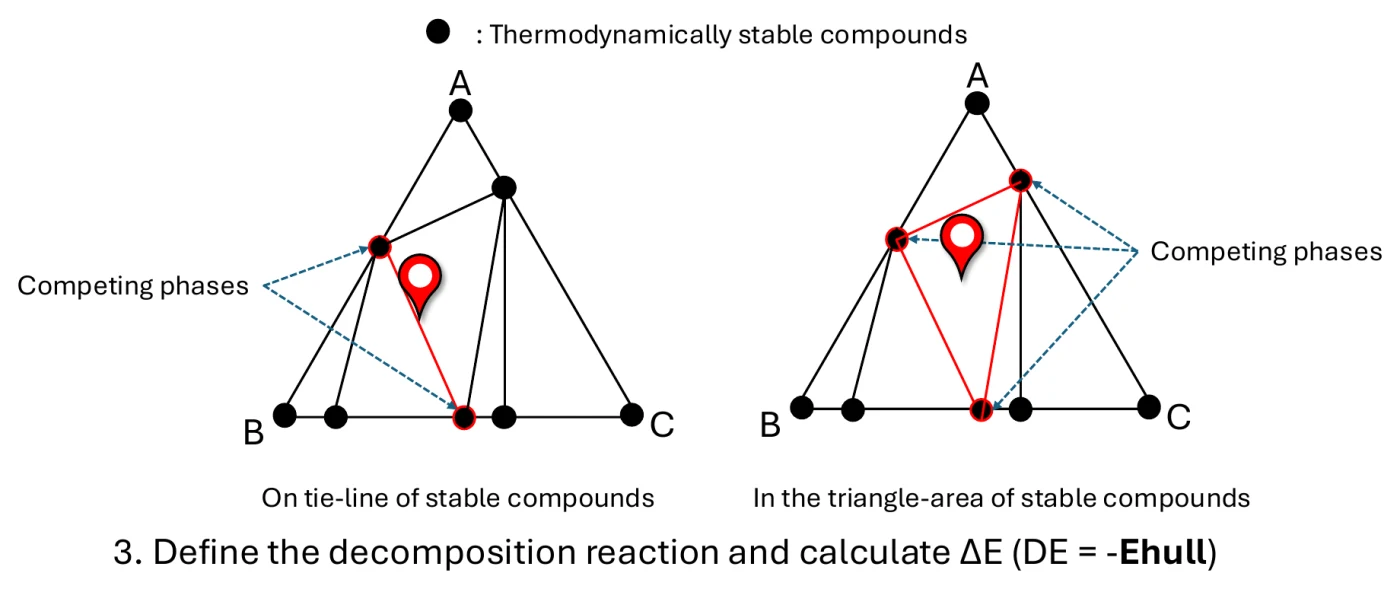 : Thermodynamically stable compounds
A
A
Competing phases
Competing phases
B
C
B
C
On tie-line of stable compounds
In the triangle-area of stable compounds
3. Define the decomposition reaction and calculate ΔE (DE = -Ehull)